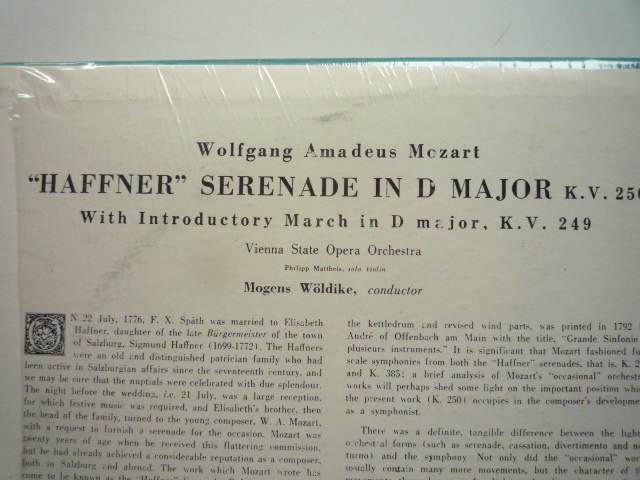 Wolfgang Amadeus Mozart
“HAFFNER” SERENADE IN D MAJOR K.V. 250
With Introductory March in D major, K.V. 249
Vienna State Opera Orchestra
Philipp Mattheis, solo violin
Mogens Wöldike, conductor
ON 22 July, 1776, F. X. Späth was married to Elisabeth
Haffner, daughter of the late Bürgermeister of the town
of Salzburg, Sigmund Haffner (1699-1772). The Haffners
were an old and distinguished patrician family who had
been active in Salzburgian affairs since the seventeenth century, and
we may be sure that the nuptials were celebrated with due splendour.
The night before the wedding, i.e. 21 July, was a large reception,
for which festive music was required, and Elisabeth's brother, then
the head of the family, turned to the young composer, W. A. Mozart,
with a request to furnish a serenade for the occasion. Mozart was
twenty years of age when he received this flattering commission,
but he had already achieved a considerable reputation as a composer,
both in Salzburg and abroad. The work which Mozart wrote has
come to be known as the "Haff
the kettledrum and revised wind parts, was printed in 1792
André of Offenbach am Main with the title, "Grande Sinfonie
plusieurs instruments." It is significant that Mozart fashioned
scale symphonies from both the "Haffner" serenades, that is, K. 2
and K. 385; a brief analysis of Mozart's "occasional" orchest
works will perhaps shed some light on the important position
the present work (K. 250) occupies in the composer's developme
as a symphonist.
There was a definite, tangible difference between the light
orchestral forms (such as serenade, cassation, divertimento and no
turno) and the symphony Not only did the "occasional"
usually contain many more movements, but the character of